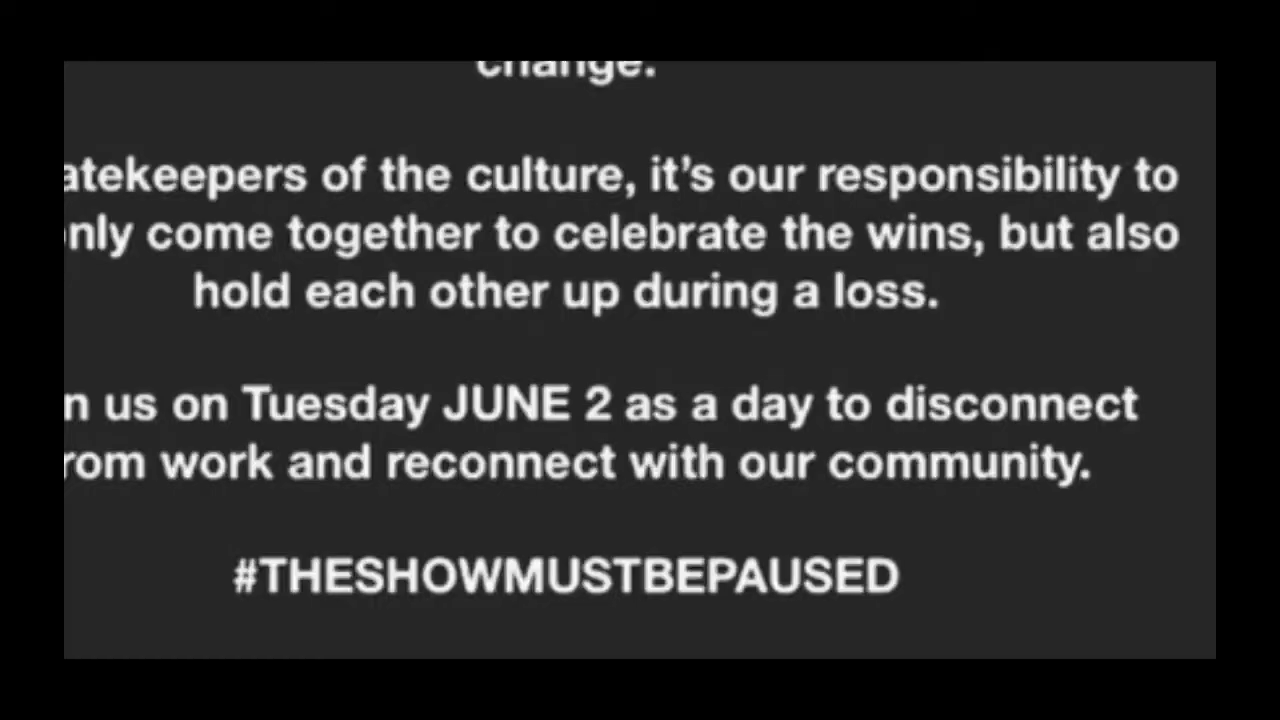 change.
atekeepers of the culture, it's our responsibility to
nly come together to celebrate the wins, but also
hold each other up during a loss.
n us on Tuesday JUNE 2 as a day to disconnect
rom work and reconnect with our community.
#THESHOWMUSTBEPAUSED